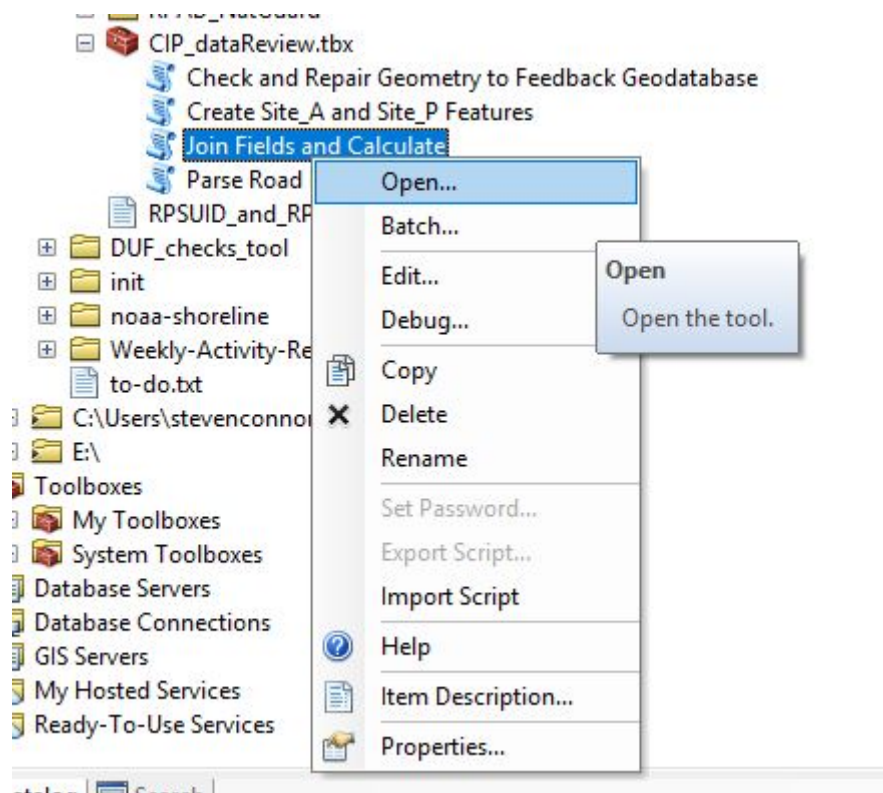 RPAD_NatGuard
CIP_dataReview.tbx
Check and Repair Geometry to Feedback Geodatabase
Create Site_A and Site_P Features
Join Fields and Calculate
Parse Road
RPSUID_and_RP
DUF_checks_tool
init
noaa-shoreline
Weekly-Activity-Re
to-do.txt
C:\Users\stevenconno
E:\
Toolboxes
My Toolboxes
System Toolboxes
Database Servers
Database Connections
GIS Servers
My Hosted Services
Ready-To-Use Services
Open...
Batch...
Edit...
Debug...
Copy
Delete
Rename
Set Password...
Export Script...
Import Script
Help
Item Description...
Properties...
Open
Open the tool.
Search